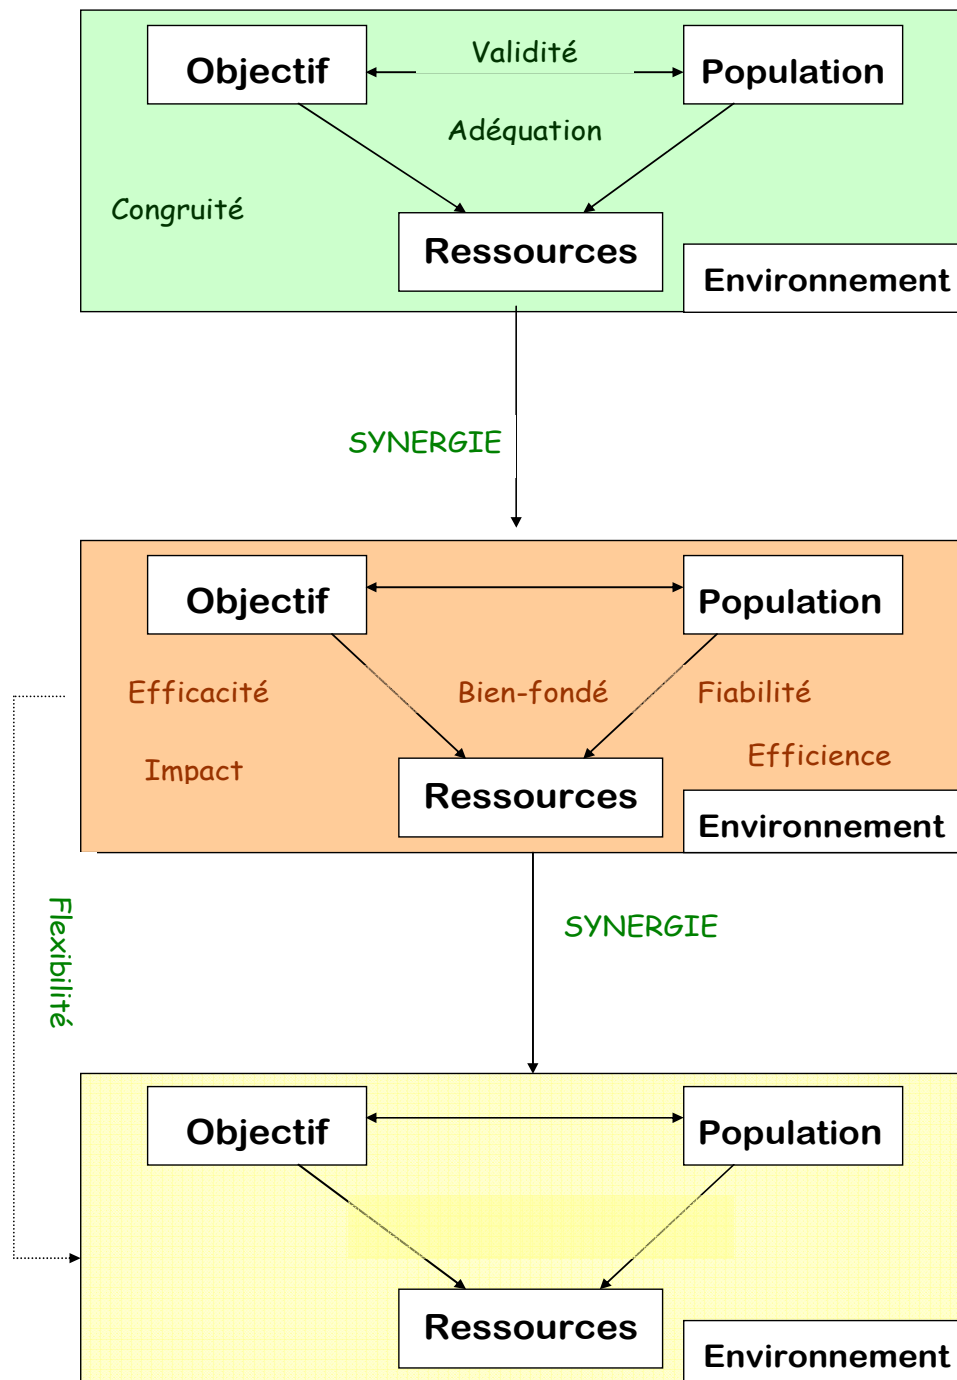 Objectif
Validité
Population
Adéquation
Congruité
Ressources
Environnement
SYNERGIE
Objectif
Population
Efficacité
Bien-fondé
Fiabilité
Impact
Efficience
Ressources
Environnement
Flexibilité
SYNERGIE
Objectif
Population
Ressources
Environnement